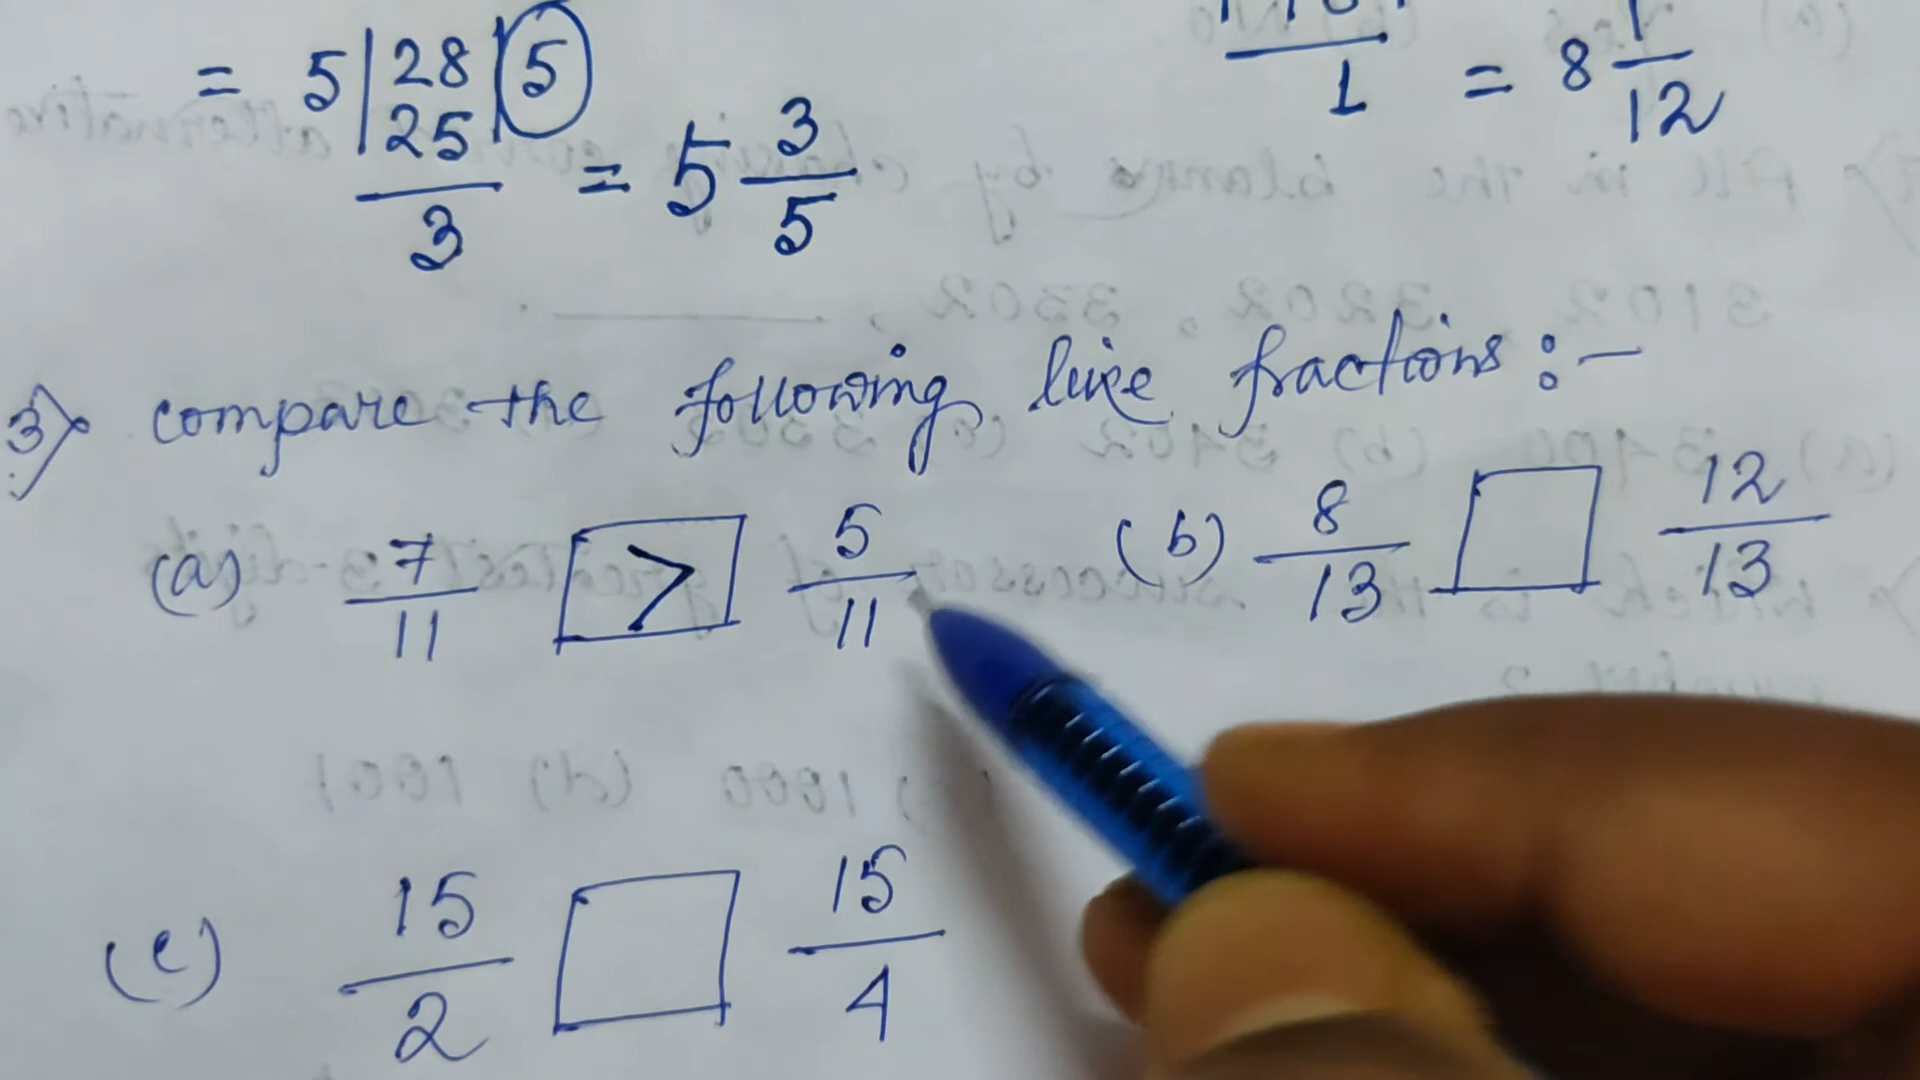 = 5|28|5
25
3 = 5 3/5
1 = 8 1/12
3> compare the following like fractions :-
(a) 7/11 > 5/11 (b) 8/13 □ 12/13
(c) 15/2 □ 15/4